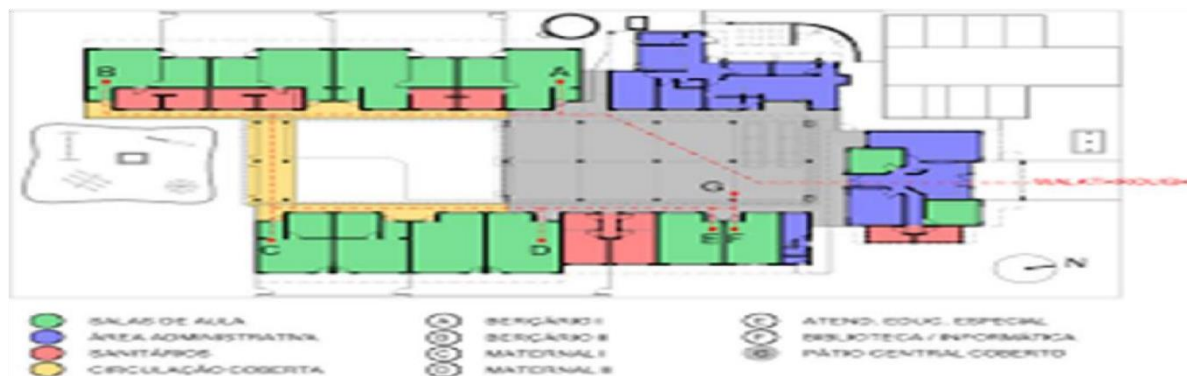 B
A
G
WALKTHROUGH
C
D
E F
N
SALAS DE AULA
ÁREA ADMINISTRATIVA
SANITÁRIOS
CIRCULAÇÃO COBERTA
A BERÇÁRIO I
B BERÇÁRIO II
C MATERNAL I
D MATERNAL II
E ATEND. EDUC. ESPECIAL
F BIBLIOTECA / INFORMÁTICA
G PÁTIO CENTRAL COBERTO